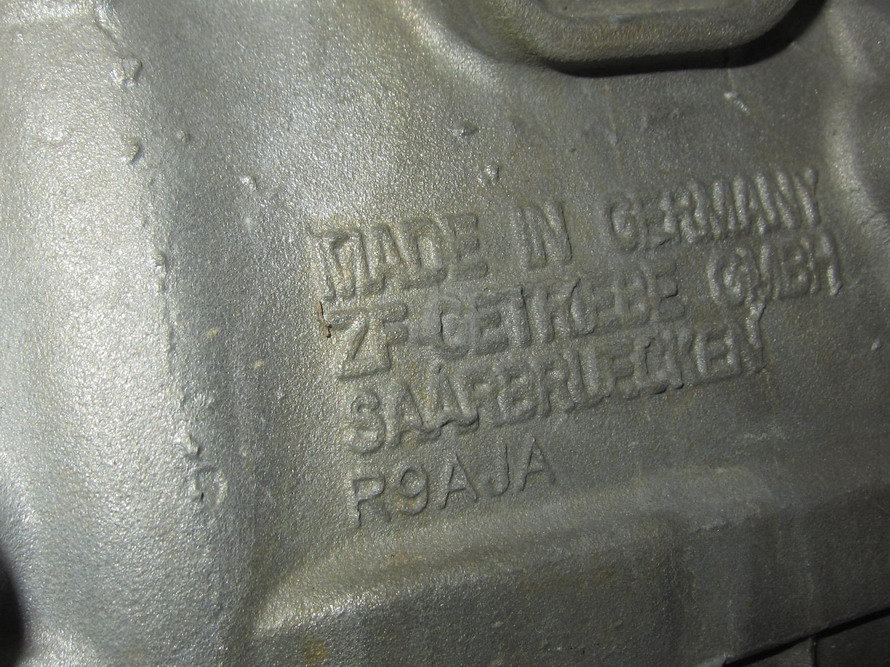 MADE IN GERMANY
ZF GETRIEBE GMBH
SAARBRUECKEN
R9AJA